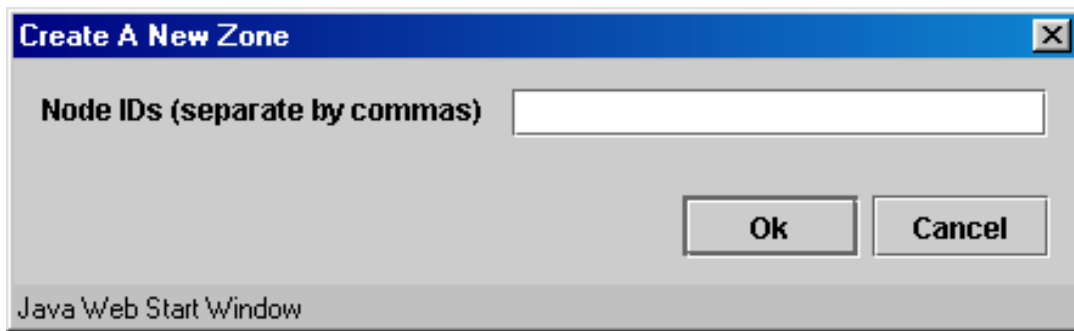 Create A New Zone
Node IDs (separate by commas)
Ok Cancel
Java Web Start Window